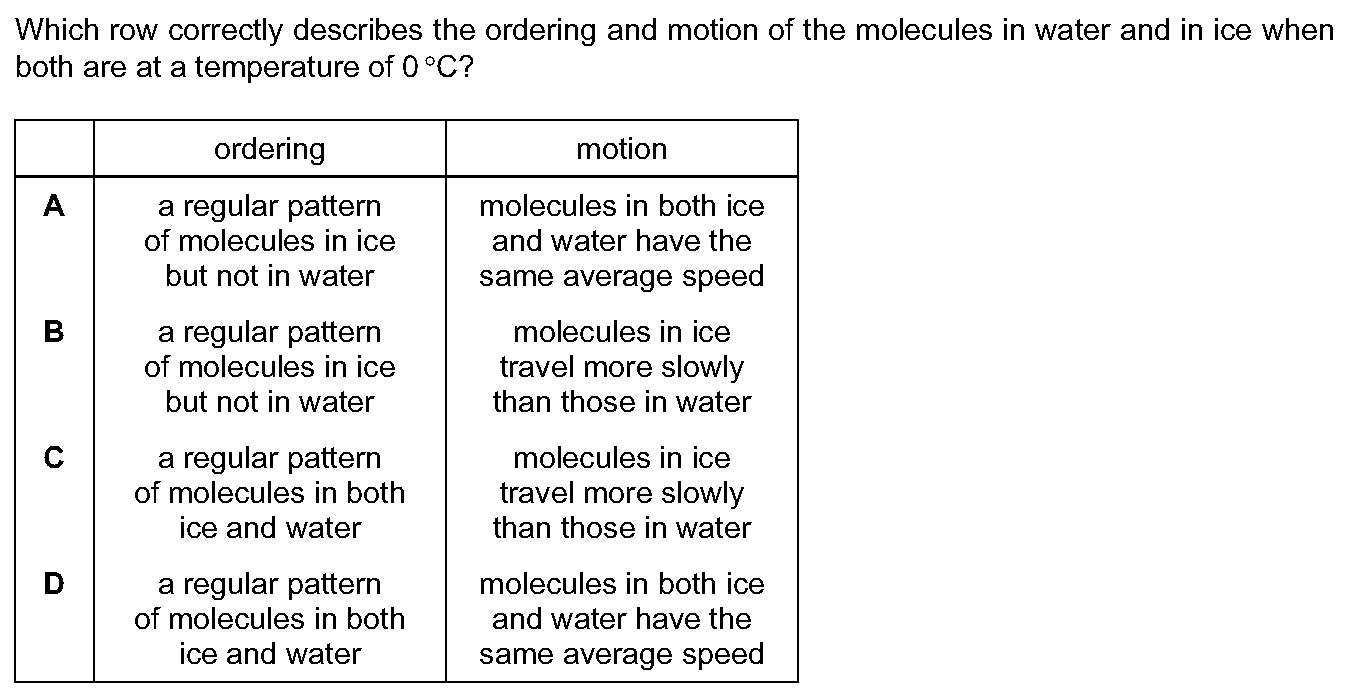 Which row correctly describes the ordering and motion of the molecules in water and in ice when
both are at a temperature of 0 °C?
ordering motion
A a regular pattern molecules in both ice
of molecules in ice and water have the
but not in water same average speed
B a regular pattern molecules in ice
of molecules in ice travel more slowly
but not in water than those in water
C a regular pattern molecules in ice
of molecules in both travel more slowly
ice and water than those in water
D a regular pattern molecules in both ice
of molecules in both and water have the
ice and water same average speed